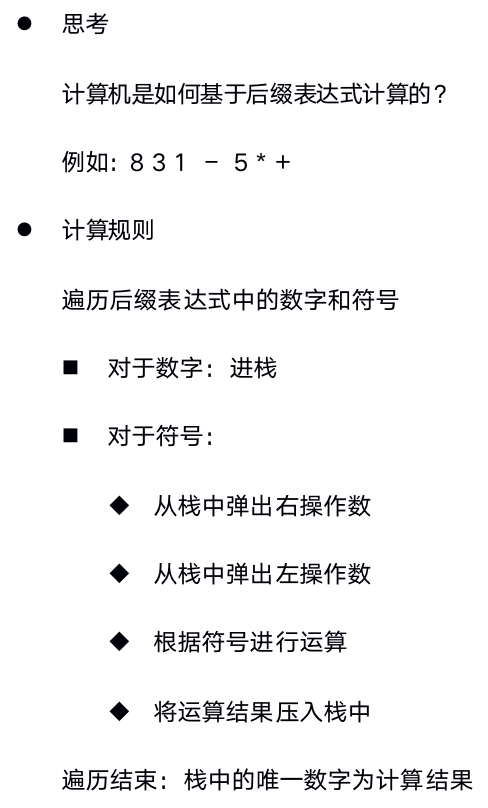 ● 思考
计算机是如何基于后缀表达式计算的?
例如: 8 3 1 - 5 * +
● 计算规则
遍历后缀表达式中的数字和符号
■ 对于数字: 进栈
■ 对于符号:
◆ 从栈中弹出右操作数
◆ 从栈中弹出左操作数
◆ 根据符号进行运算
◆ 将运算结果压入栈中
遍历结束: 栈中的唯一数字为计算结果